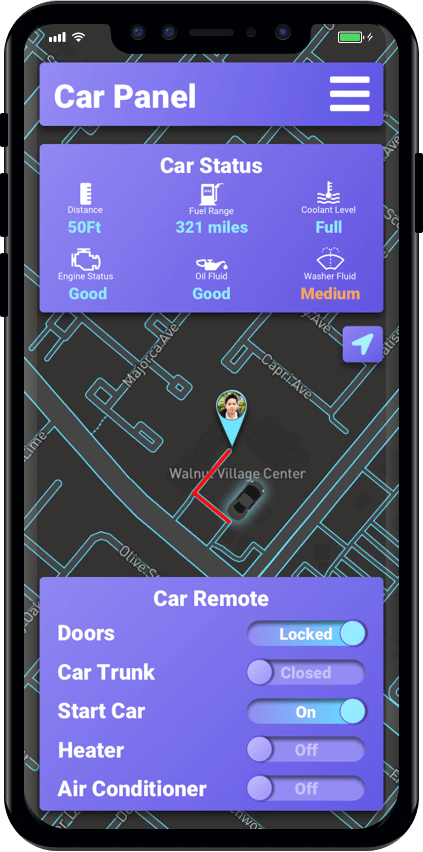 Car Panel
Car Status
Distance
Fuel Range
Coolant Level
50Ft
321 miles
Full
Engine Status
Oil Fluid
Washer Fluid
Good
Good
Medium
Majorca Ave
Capri Ave
Lime
Walnut Village Center
Olive
Car Remote
Doors
Locked
Car Trunk
Closed
Start Car
On
Heater
Off
Air Conditioner
Off